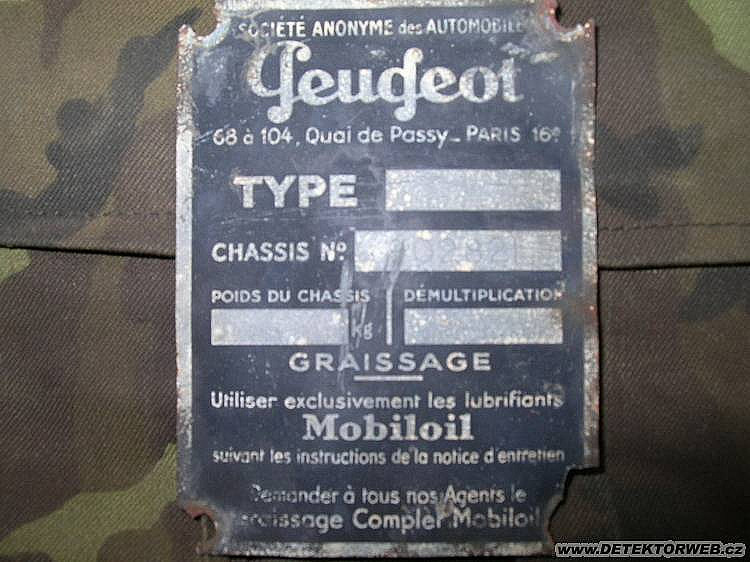 SOCIÉTÉ ANONYME des AUTOMOBILE
Peugeot
68 à 104, Quai de Passy_ PARIS 16e
TYPE
CHASSIS No
POIDS DU CHASSIS DÉMULTIPLICATION
kg
GRAISSAGE
Utiliser exclusivement les lubrifiants
Mobiloil
suivant les instructions de la notice d'entretien
Demander à tous nos Agents le
Graissage Complet Mobiloil
www.DETEKTORWEB.cz